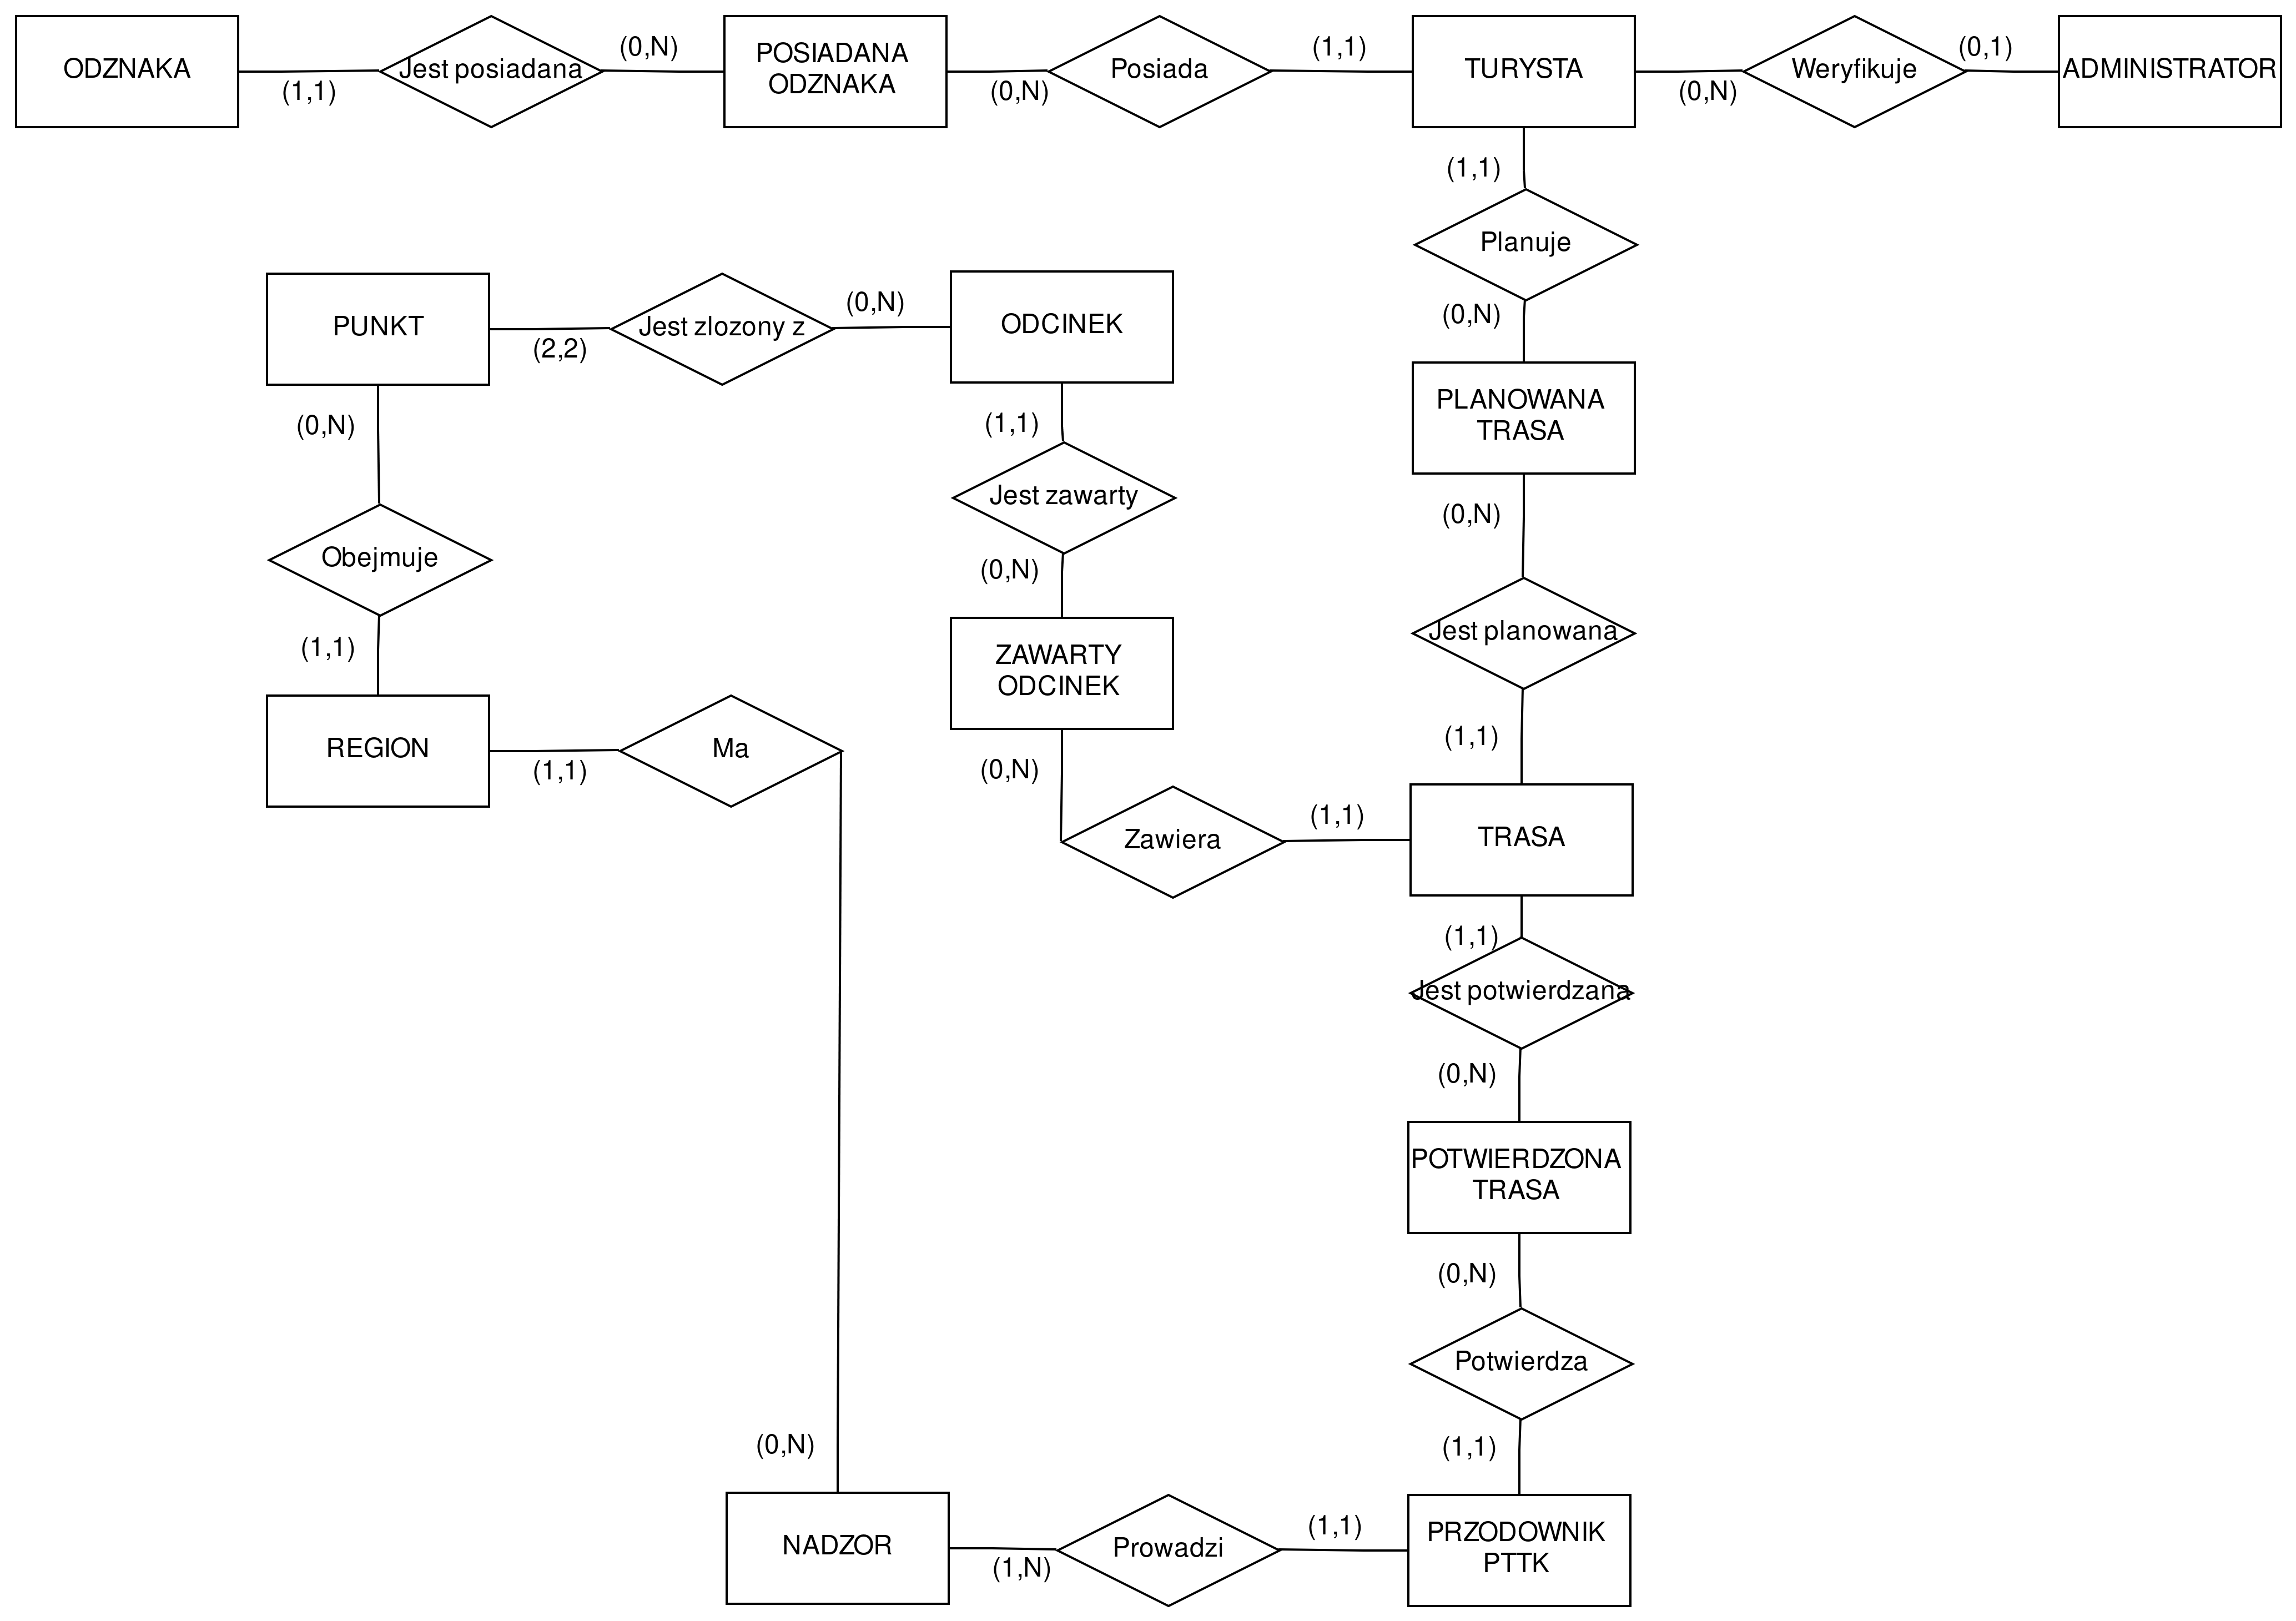 ODZNAKA
(1,1)
Jest posiadana
(0,N)
POSIADANA
ODZNAKA
(0,N)
Posiada
(1,1)
TURYSTA
(0,N)
Weryfikuje
(0,1)
ADMINISTRATOR
(1,1)
Planuje
(0,N)
PLANOWANA
TRASA
(0,N)
Jest planowana
(1,1)
PUNKT
(2,2)
Jest zlozony z
(0,N)
ODCINEK
(1,1)
Jest zawarty
(0,N)
ZAWARTY
ODCINEK
(0,N)
Zawiera
(1,1)
TRASA
(0,N)
Obejmuje
(1,1)
REGION
(1,1)
Ma
(0,N)
(1,1)
Jest potwierdzana
(0,N)
POTWIERDZONA
TRASA
(0,N)
Potwierdza
(1,1)
NADZOR
(1,N)
Prowadzi
(1,1)
PRZODOWNIK
PTTK